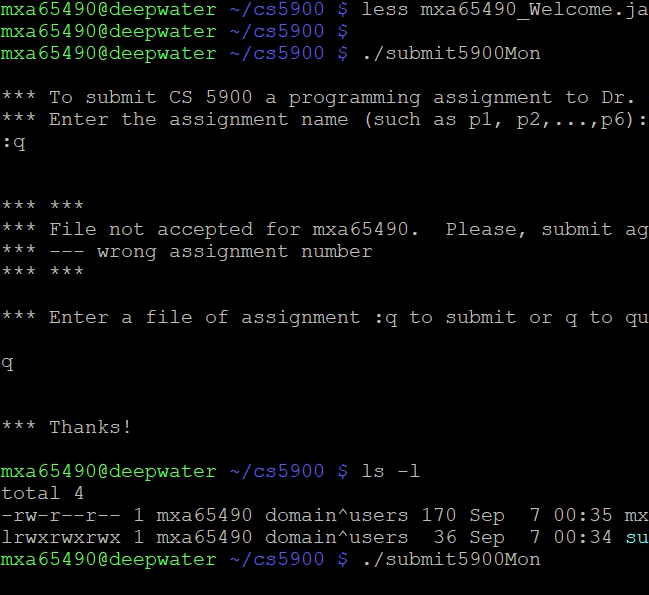 mxa65490@deepwater ~/cs5900 $ less mxa65490_Welcome.ja
mxa65490@deepwater ~/cs5900 $
mxa65490@deepwater ~/cs5900 $ ./submit5900Mon
*** To submit CS 5900 a programming assignment to Dr.
*** Enter the assignment name (such as p1, p2,...,p6):
:q
*** ***
*** File not accepted for mxa65490.  Please, submit ag
*** --- wrong assignment number
*** ***
*** Enter a file of assignment :q to submit or q to qu
q
*** Thanks!
mxa65490@deepwater ~/cs5900 $ ls -l
total 4
-rw-r--r-- 1 mxa65490 domain^users 170 Sep  7 00:35 mx
lrwxrwxrwx 1 mxa65490 domain^users  36 Sep  7 00:34 su
mxa65490@deepwater ~/cs5900 $ ./submit5900Mon